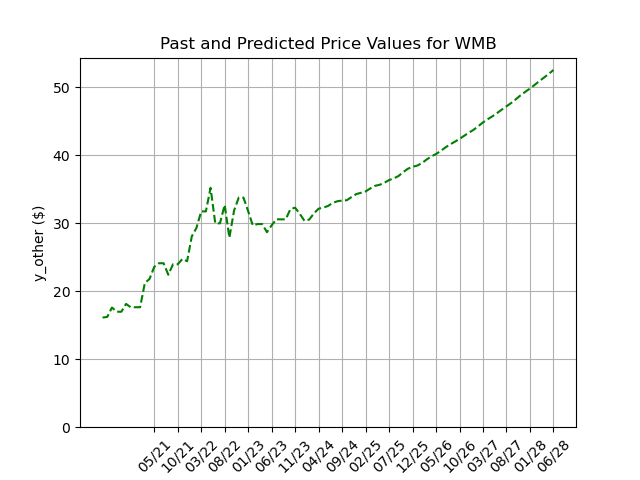 Past and Predicted Price Values for WMB
y_other ($)
50
40
30
20
10
0
05/21 10/21 03/22 08/22 01/23 06/23 11/23 04/24 09/24 02/25 07/25 12/25 05/26 10/26 03/27 08/27 01/28 06/28